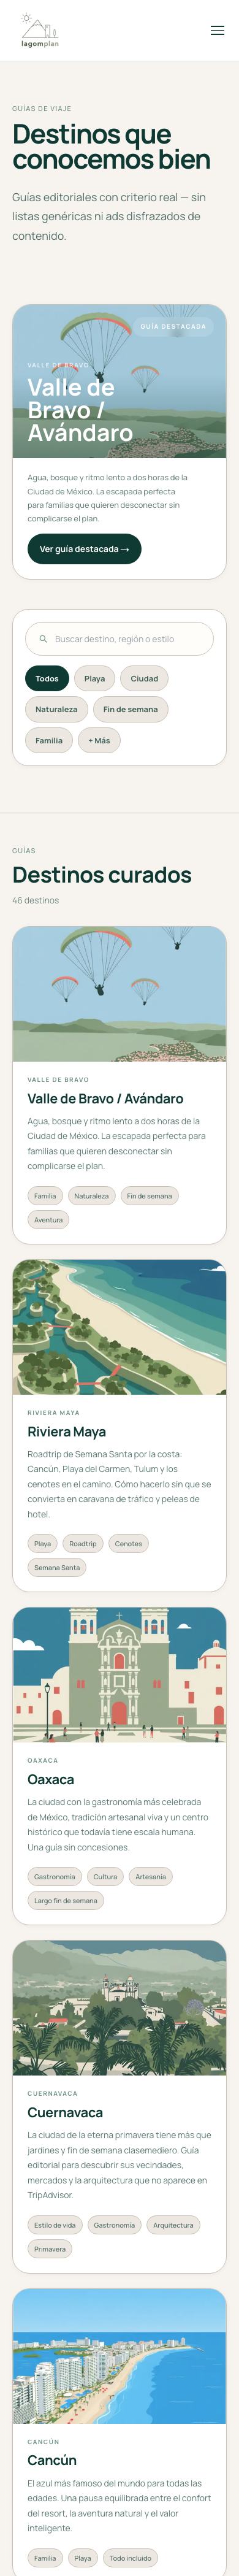 lagomplan
GUÍAS DE VIAJE
Destinos que
conocemos bien
Guías editoriales con criterio real — sin
listas genéricas ni ads disfrazados de
contenido.
GUÍA DESTACADA
VALLE DE BRAVO
Valle de
Bravo /
Avándaro
Agua, bosque y ritmo lento a dos horas de la
Ciudad de México. La escapada perfecta
para familias que quieren desconectar sin
complicarse el plan.
Ver guía destacada →
Buscar destino, región o estilo
Todos
Playa
Ciudad
Naturaleza
Fin de semana
Familia
+ Más
GUÍAS
Destinos curados
46 destinos
VALLE DE BRAVO
Valle de Bravo / Avándaro
Agua, bosque y ritmo lento a dos horas de la
Ciudad de México. La escapada perfecta para
familias que quieren desconectar sin
complicarse el plan.
Familia
Naturaleza
Fin de semana
Aventura
RIVIERA MAYA
Riviera Maya
Roadtrip de Semana Santa por la costa:
Cancún, Playa del Carmen, Tulum y los
cenotes en el camino. Cómo hacerlo sin que se
convierta en caravana de tráfico y peleas de
hotel.
Playa
Roadtrip
Cenotes
Semana Santa
OAXACA
Oaxaca
La ciudad con la gastronomía más celebrada
de México, tradición artesanal viva y un centro
histórico que todavía tiene escala humana.
Una guía sin concesiones.
Gastronomía
Cultura
Artesanía
Largo fin de semana
CUERNAVACA
Cuernavaca
La ciudad de la eterna primavera tiene más que
jardines y fin de semana clasemediero. Guía
editorial para descubrir sus vecindades,
mercados y la arquitectura que no aparece en
TripAdvisor.
Estilo de vida
Gastronomía
Arquitectura
Primavera
CANCÚN
Cancún
El azul más famoso del mundo para todas las
edades. Una pausa equilibrada entre el confort
del resort, la aventura natural y el valor
inteligente.
Familia
Playa
Todo incluido